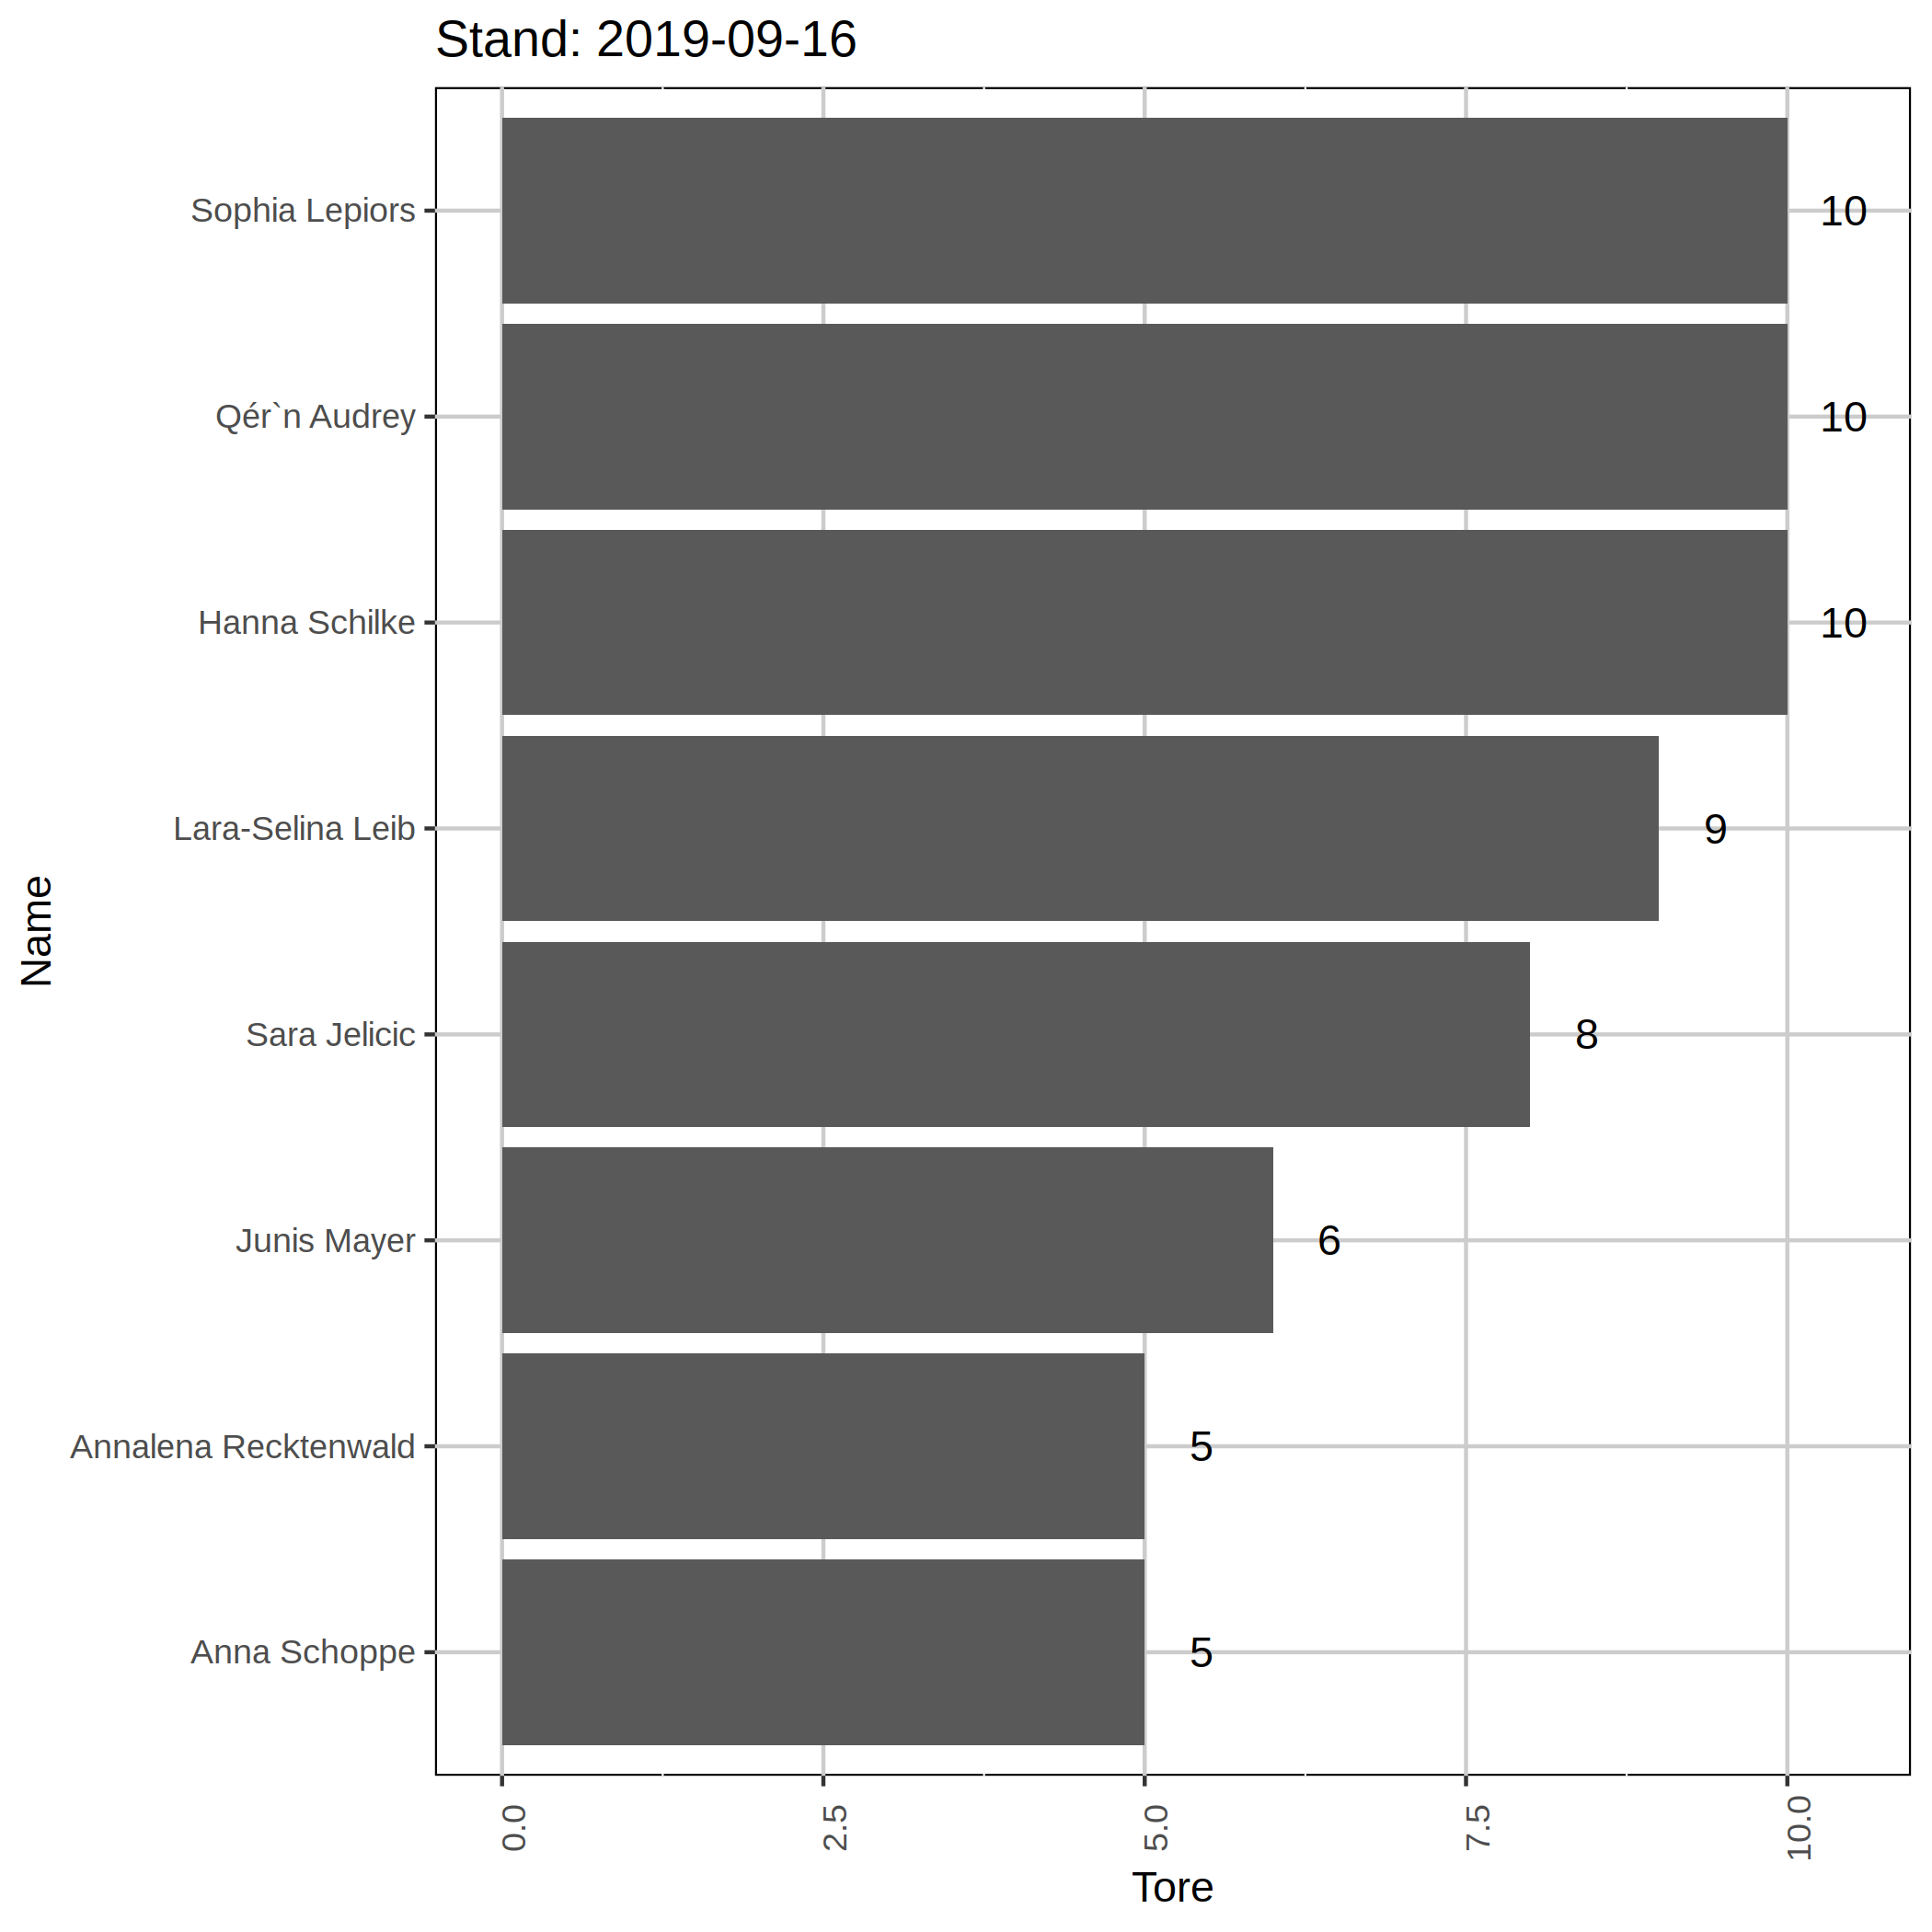 Stand: 2019-09-16
Name
Sophia Lepiors 10
Qér`n Audrey 10
Hanna Schilke 10
Lara-Selina Leib 9
Sara Jelicic 8
Junis Mayer 6
Annalena Recktenwald 5
Anna Schoppe 5
0.0 2.5 5.0 7.5 10.0
Tore